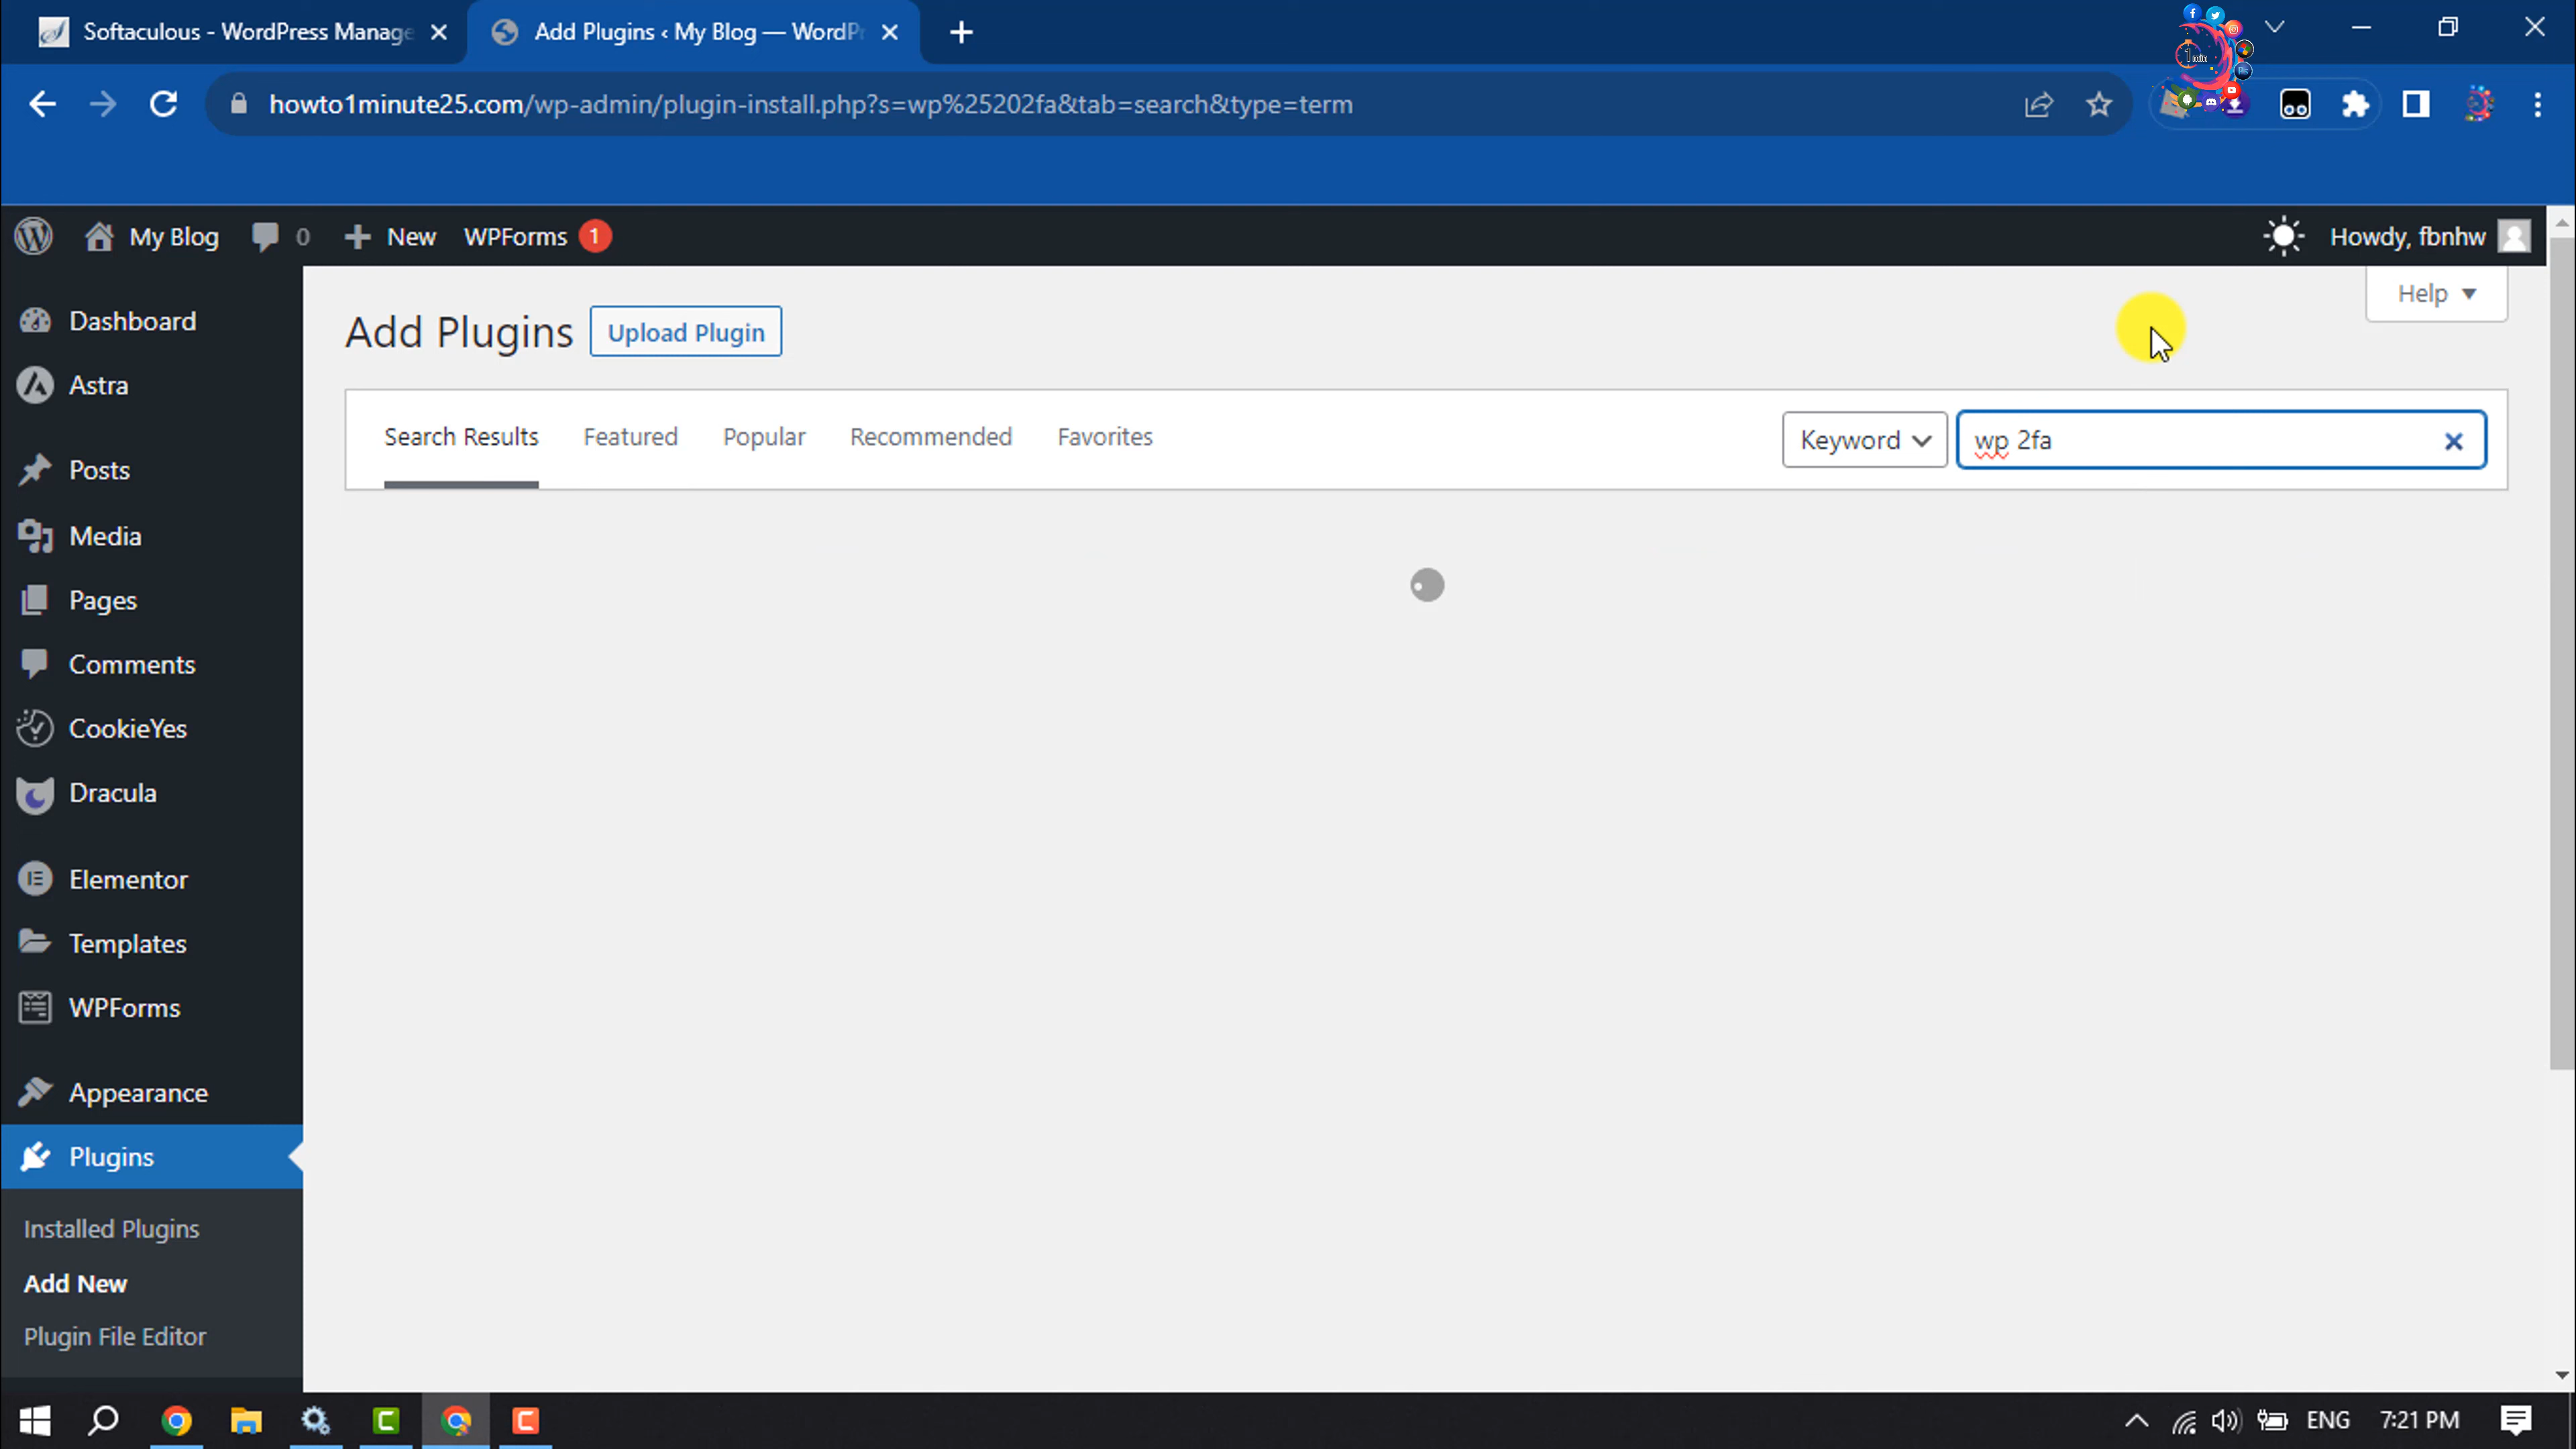 Softaculous - WordPress Manage
Add Plugins ‹ My Blog — WordPr
howto1minute25.com/wp-admin/plugin-install.php?s=wp%25202fa&tab=search&type=term
My Blog 0 New WPForms 1
Howdy, fbnhw
Help
Dashboard
Astra
Posts
Media
Pages
Comments
CookieYes
Dracula
Elementor
Templates
WPForms
Appearance
Plugins
Installed Plugins
Add New
Plugin File Editor
Add Plugins Upload Plugin
Search Results Featured Popular Recommended Favorites
Keyword wp 2fa
ENG 7:21 PM